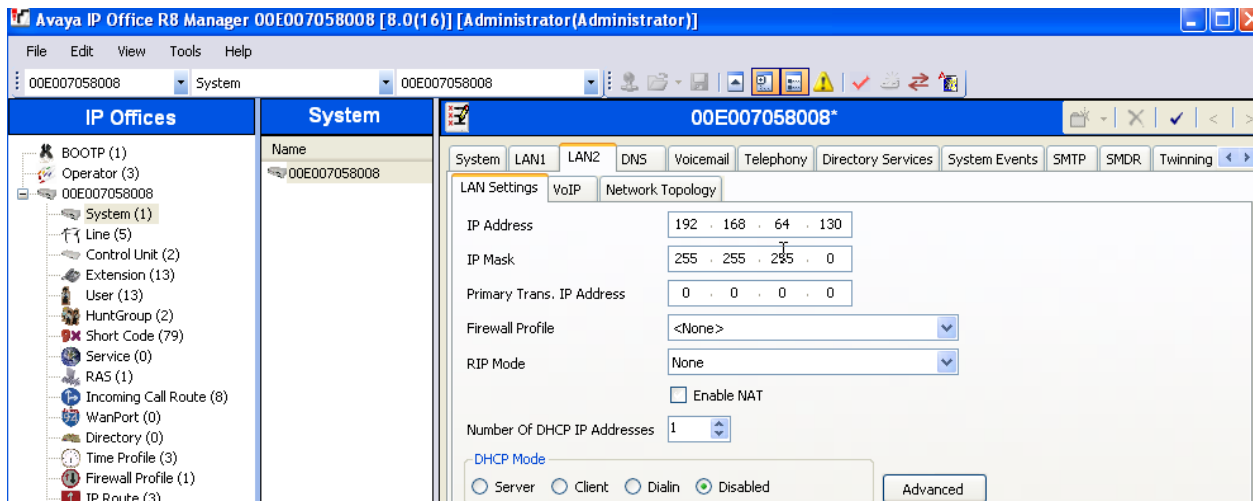 Avaya IP Office R8 Manager 00E007058008 [8.0(16)] [Administrator(Administrator)]
File Edit View Tools Help
00E007058008 System 00E007058008
IP Offices
BOOTP (1)
Operator (3)
00E007058008
System (1)
Line (5)
Control Unit (2)
Extension (13)
User (13)
HuntGroup (2)
Short Code (79)
Service (0)
RAS (1)
Incoming Call Route (8)
WanPort (0)
Directory (0)
Time Profile (3)
Firewall Profile (1)
IP Route (3)
System
Name
00E007058008
00E007058008*
System LAN1 LAN2 DNS Voicemail Telephony Directory Services System Events SMTP SMDR Twinning
LAN Settings VoIP Network Topology
IP Address 192 . 168 . 64 . 130
IP Mask 255 . 255 . 255 . 0
Primary Trans. IP Address 0 . 0 . 0 . 0
Firewall Profile <None>
RIP Mode None
Enable NAT
Number Of DHCP IP Addresses 1
DHCP Mode
Server Client Dialin Disabled Advanced